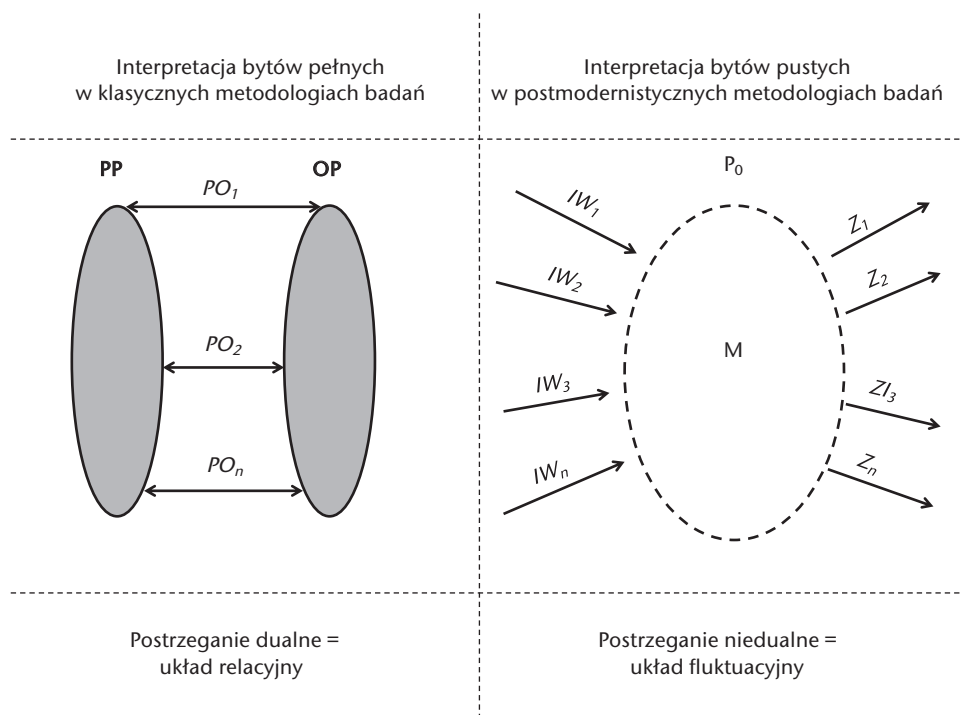 Interpretacja bytów pełnych
w klasycznych metodologiach badań
Interpretacja bytów pustych
w postmodernistycznych metodologiach badań
PP
OP
PO₁
PO₂
POₙ
P₀
IW₁
IW₂
IW₃
IWₙ
M
Z₁
Z₂
ZI₃
Zₙ
Postrzeganie dualne =
układ relacyjny
Postrzeganie niedualne =
układ fluktuacyjny